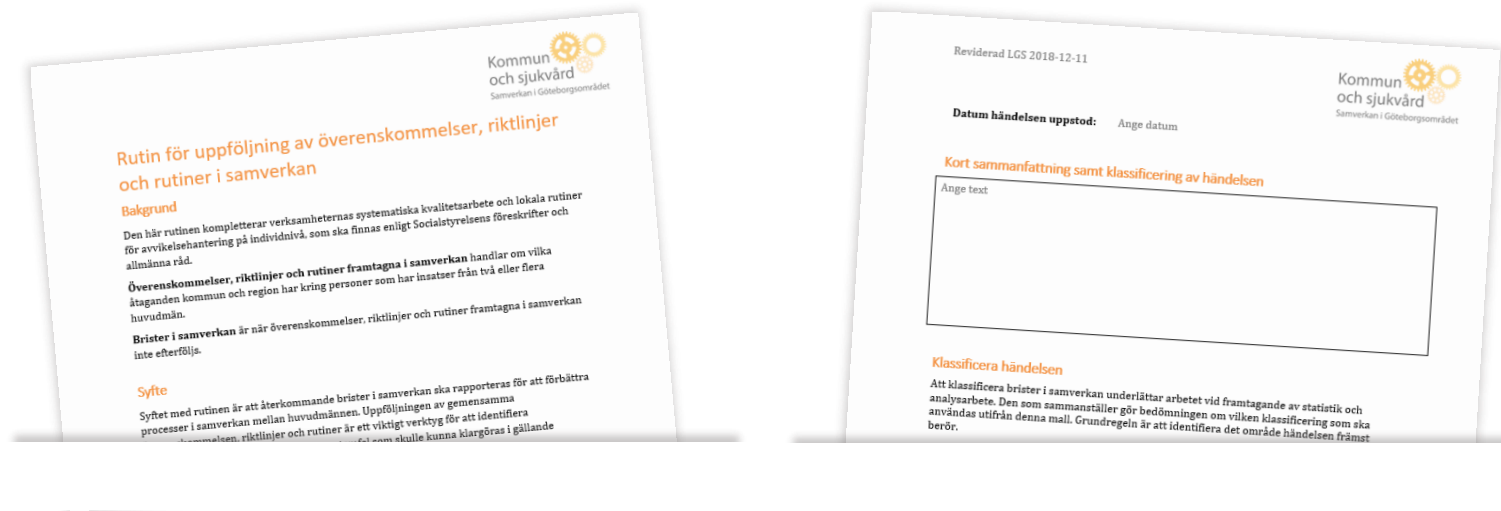 Kommun
och sjukvård
Samverkan i Göteborgsområdet
Rutin för uppföljning av överenskommelser, riktlinjer
och rutiner i samverkan
Bakgrund
Den här rutinen kompletterar verksamheternas systematiska kvalitetsarbete och lokala rutiner
för avvikelsehantering på individnivå, som ska finnas enligt Socialstyrelsens föreskrifter och
allmänna råd.
Överenskommelser, riktlinjer och rutiner framtagna i samverkan handlar om vilka
åtaganden kommun och region har kring personer som har insatser från två eller flera
huvudmän.
Brister i samverkan är när överenskommelser, riktlinjer och rutiner framtagna i samverkan
inte efterföljs.
Syfte
Syftet med rutinen är att återkommande brister i samverkan ska rapporteras för att förbättra
processer i samverkan mellan huvudmännen. Uppföljningen av gemensamma
riktlinjer och rutiner är ett viktigt verktyg för att identifiera
som skulle kunna klargöras i gällande
Reviderad LGS 2018-12-11
Kommun
och sjukvård
Samverkan i Göteborgsområdet
Datum händelsen uppstod: Ange datum
Kort sammanfattning samt klassificering av händelsen
Ange text
Klassificera händelsen
Att klassificera brister i samverkan underlättar arbetet vid framtagande av statistik och
analysarbete. Den som sammanställer gör bedömningen om vilken klassificering som ska
användas utifrån denna mall. Grundregeln är att identifiera det område händelsen främst
berör.